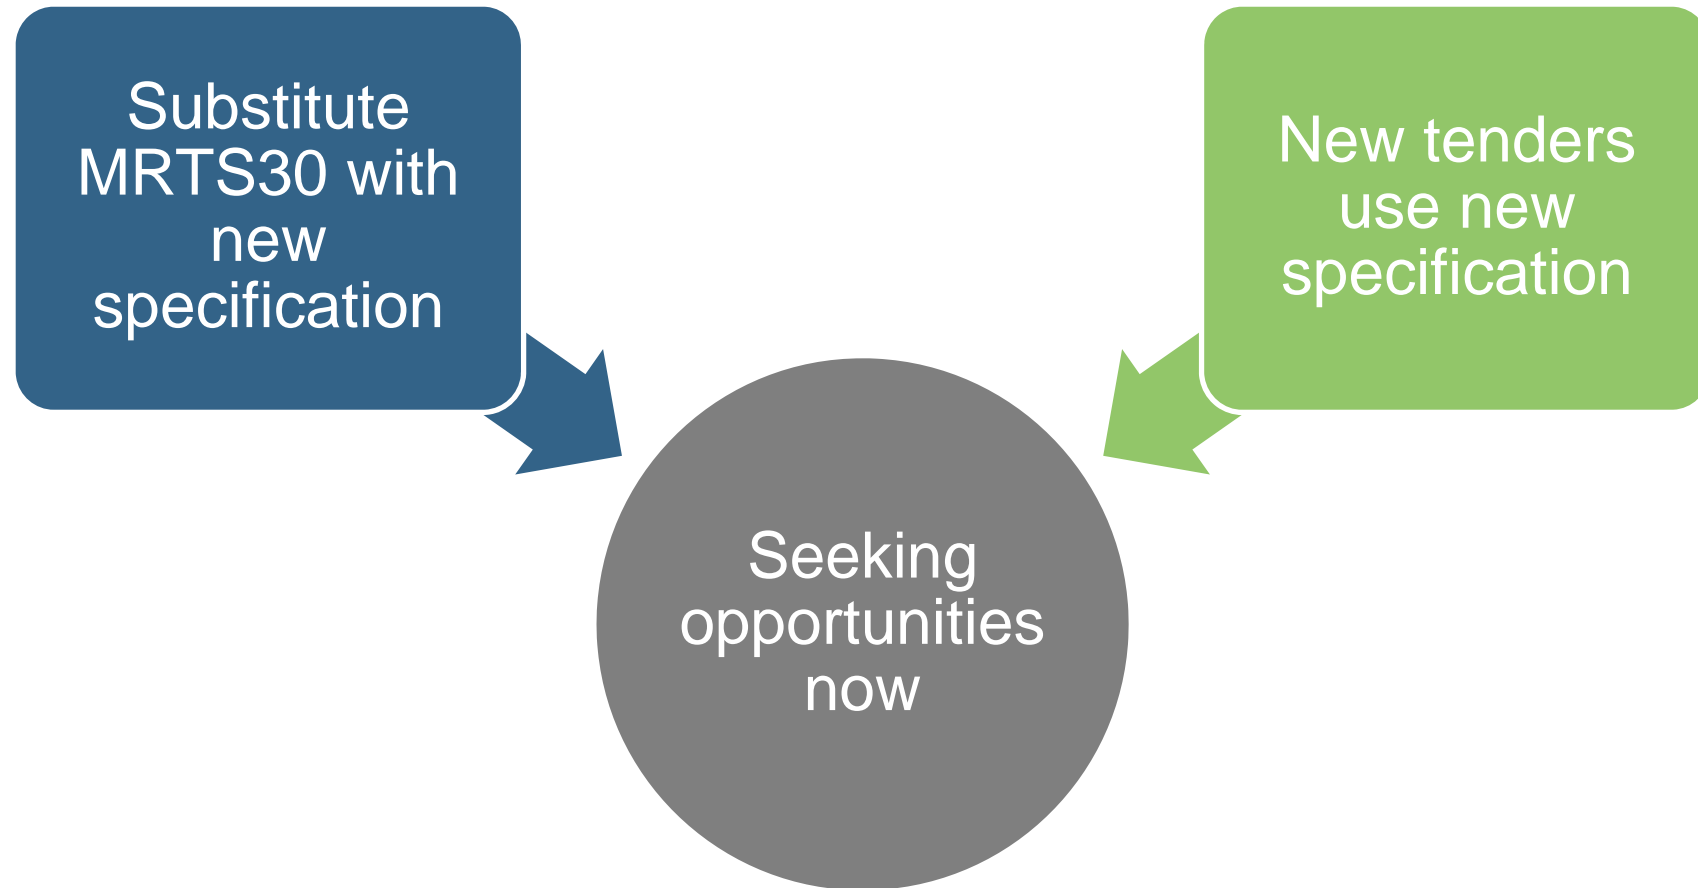 Substitute
MRTS30 with
new
specification
New tenders
use new
specification
Seeking
opportunities
now